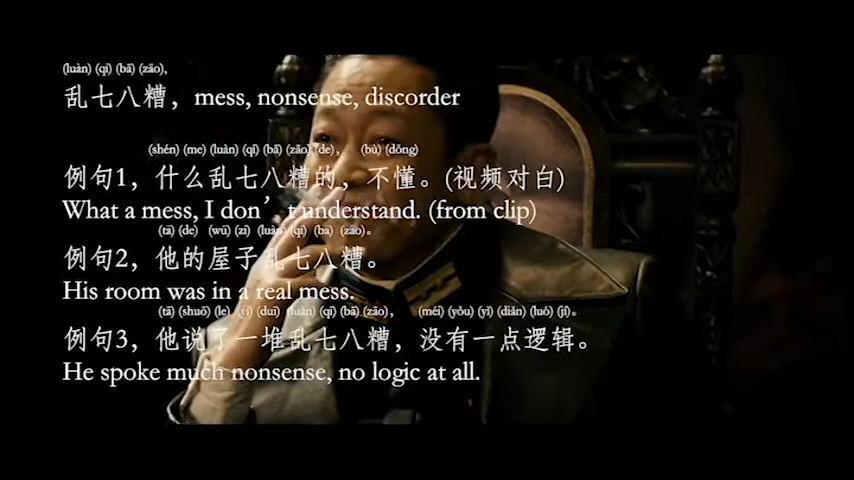 (luàn) (qī) (bā) (zāo),
乱七八糟，mess, nonsense, discorder
(shén) (me) (luàn) (qī) (bā) (zāo) (de)， (bù) (dǒng)
例句1，什么乱七八糟的，不懂。(视频对白)
What a mess, I don’t understand. (from clip)
(tā) (de) (wū) (zi) (luàn) (qī) (bā) (zāo)。
例句2，他的屋子乱七八糟。
His room was in a real mess.
(tā) (shuō) (le) (yì) (duī) (luàn) (qī) (bā) (zāo)， (méi) (yǒu) (yì) (diǎn) (luó) (jí)。
例句3，他说了一堆乱七八糟，没有一点逻辑。
He spoke much nonsense, no logic at all.